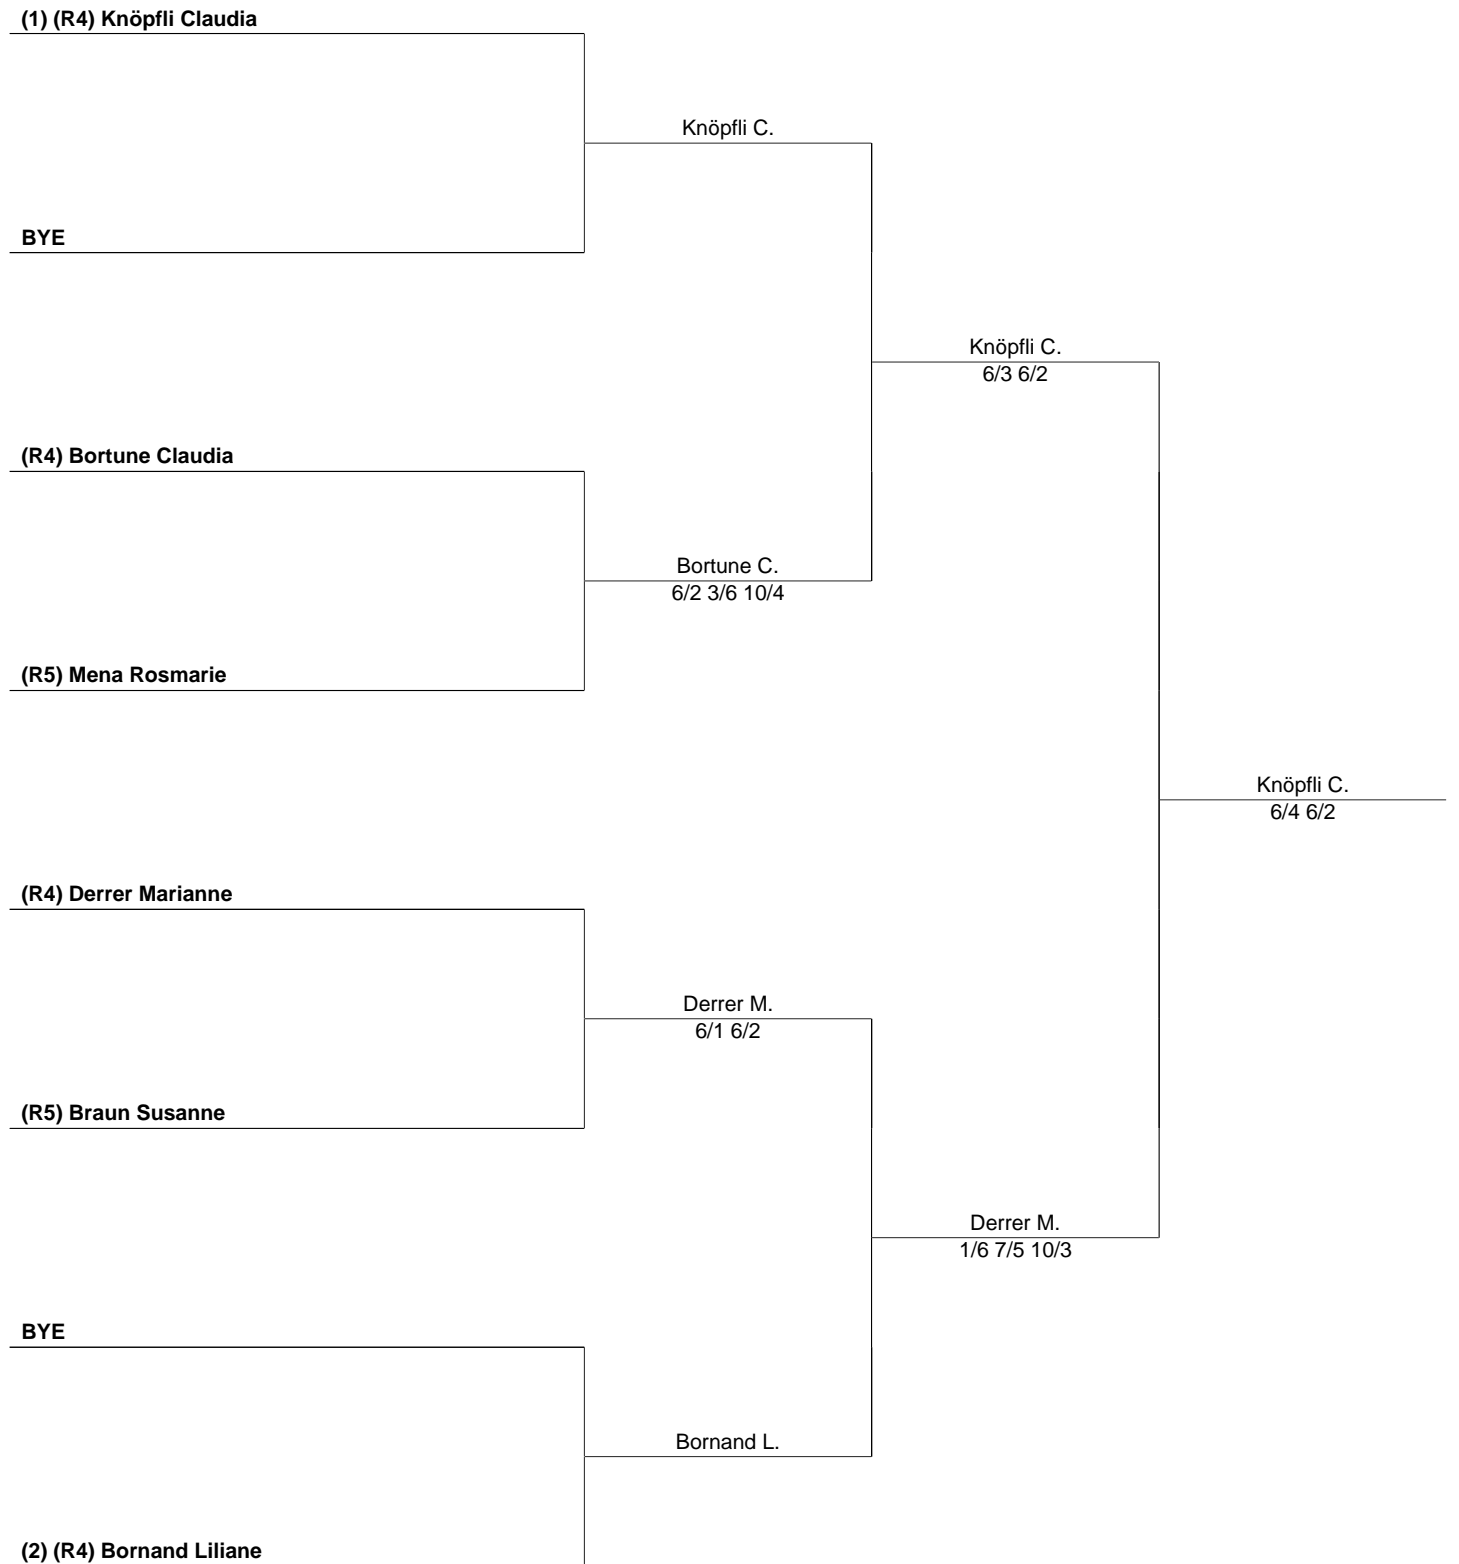 (1) (R4) Knöpfli Claudia
Knöpfli C.
BYE
Knöpfli C.
6/3 6/2
(R4) Bortune Claudia
Bortune C.
6/2 3/6 10/4
(R5) Mena Rosmarie
Knöpfli C.
6/4 6/2
(R4) Derrer Marianne
Derrer M.
6/1 6/2
(R5) Braun Susanne
Derrer M.
1/6 7/5 10/3
BYE
Bornand L.
(2) (R4) Bornand Liliane